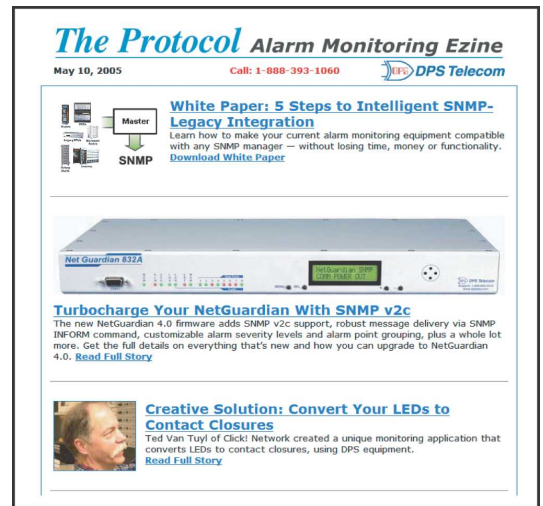 The Protocol Alarm Monitoring Ezine
May 10, 2005
Call: 1-888-393-1060
DPS Telecom
Master
SNMP
White Paper: 5 Steps to Intelligent SNMP-
Legacy Integration
Learn how to make your current alarm monitoring equipment compatible
with any SNMP manager — without losing time, money or functionality.
Download White Paper
Net Guardian 832A
NetGuardian SNMP
COMM POWER OUT
DPS Telecom
Turbocharge Your NetGuardian With SNMP v2c
The new NetGuardian 4.0 firmware adds SNMP v2c support, robust message delivery via SNMP
INFORM command, customizable alarm severity levels and alarm point grouping, plus a whole lot
more. Get the full details on everything that's new and how you can upgrade to NetGuardian
4.0. Read Full Story
Creative Solution: Convert Your LEDs to
Contact Closures
Ted Van Tuyl of Click! Network created a unique monitoring application that
converts LEDs to contact closures, using DPS equipment.
Read Full Story